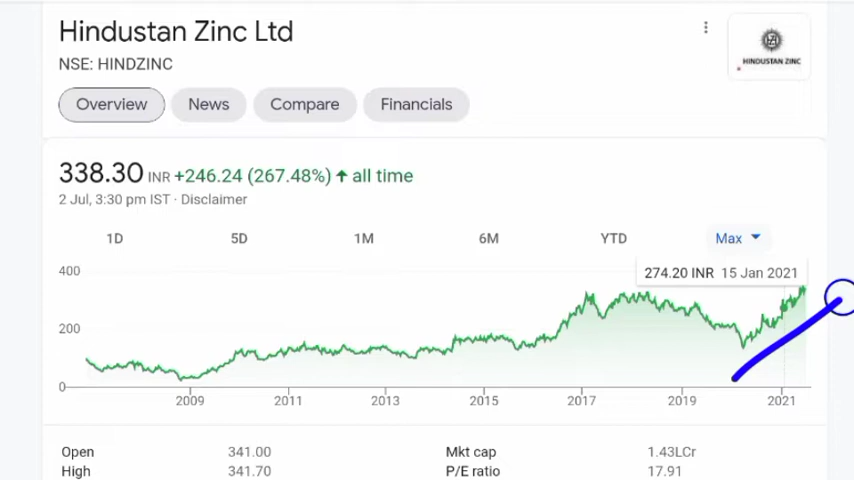 Hindustan Zinc Ltd
NSE: HINDZINC
HINDUSTAN ZINC
Overview News Compare Financials
338.30 INR +246.24 (267.48%) ↑ all time
2 Jul, 3:30 pm IST · Disclaimer
1D 5D 1M 6M YTD Max
274.20 INR 15 Jan 2021
400
200
0
2009 2011 2013 2015 2017 2019 2021
Open 341.00 Mkt cap 1.43LCr
High 341.70 P/E ratio 17.91